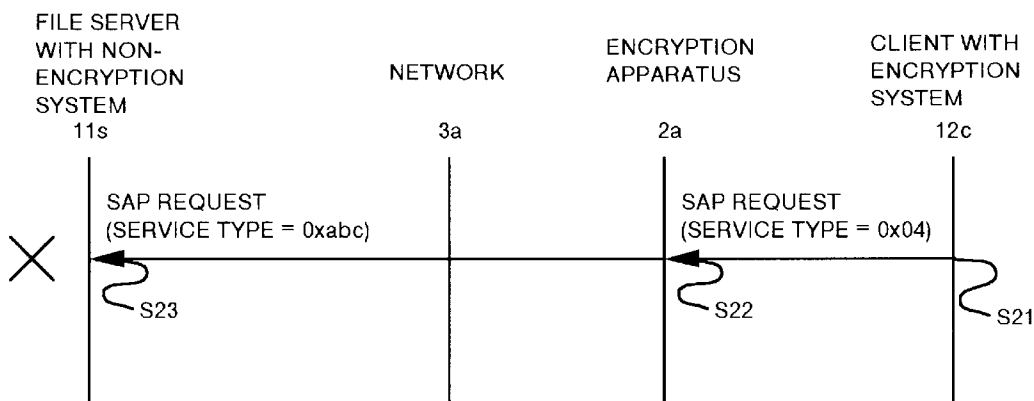 FILE SERVER
WITH NON-
ENCRYPTION
SYSTEM
11s
NETWORK
3a
ENCRYPTION
APPARATUS
2a
CLIENT WITH
ENCRYPTION
SYSTEM
12c
SAP REQUEST
(SERVICE TYPE = 0xabc)
SAP REQUEST
(SERVICE TYPE = 0x04)
S23
S22
S21